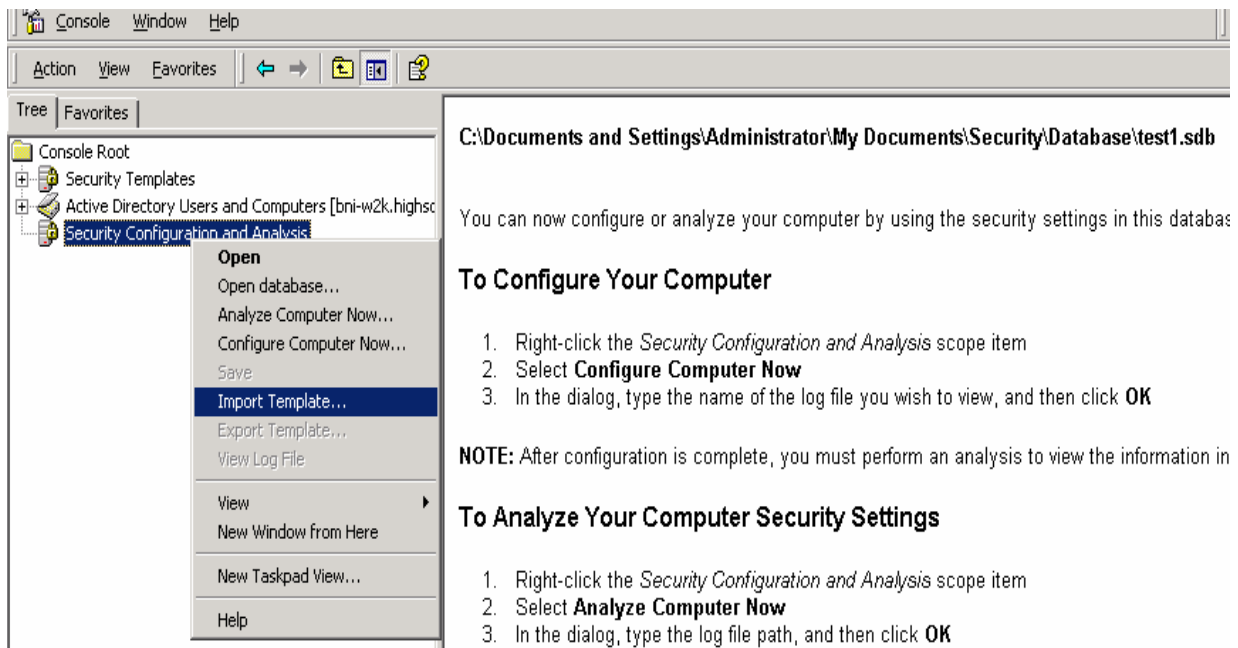 Console Window Help
Action View Favorites
Tree Favorites
Console Root
Security Templates
Active Directory Users and Computers [bni-w2k.highsc
Security Configuration and Analysis
Open
Open database...
Analyze Computer Now...
Configure Computer Now...
Save
Import Template...
Export Template...
View Log File
View
New Window from Here
New Taskpad View...
Help
C:\Documents and Settings\Administrator\My Documents\Security\Database\test1.sdb
You can now configure or analyze your computer by using the security settings in this databas
To Configure Your Computer
1. Right-click the Security Configuration and Analysis scope item
2. Select Configure Computer Now
3. In the dialog, type the name of the log file you wish to view, and then click OK
NOTE: After configuration is complete, you must perform an analysis to view the information in
To Analyze Your Computer Security Settings
1. Right-click the Security Configuration and Analysis scope item
2. Select Analyze Computer Now
3. In the dialog, type the log file path, and then click OK